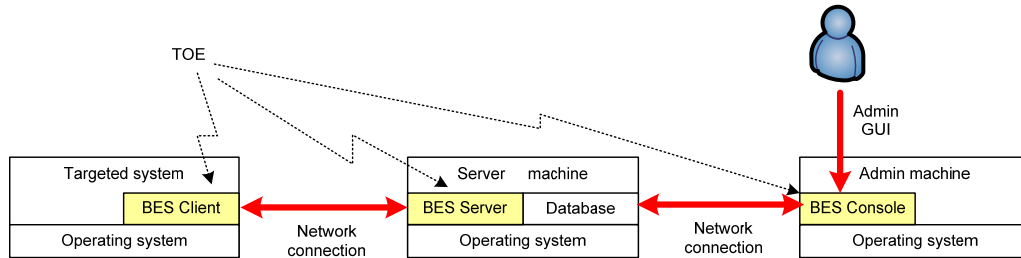 TOE
Admin
GUI
Targeted system
Server machine
Admin machine
BES Client
BES Server
Database
BES Console
Network
connection
Network
connection
Operating system
Operating system
Operating system